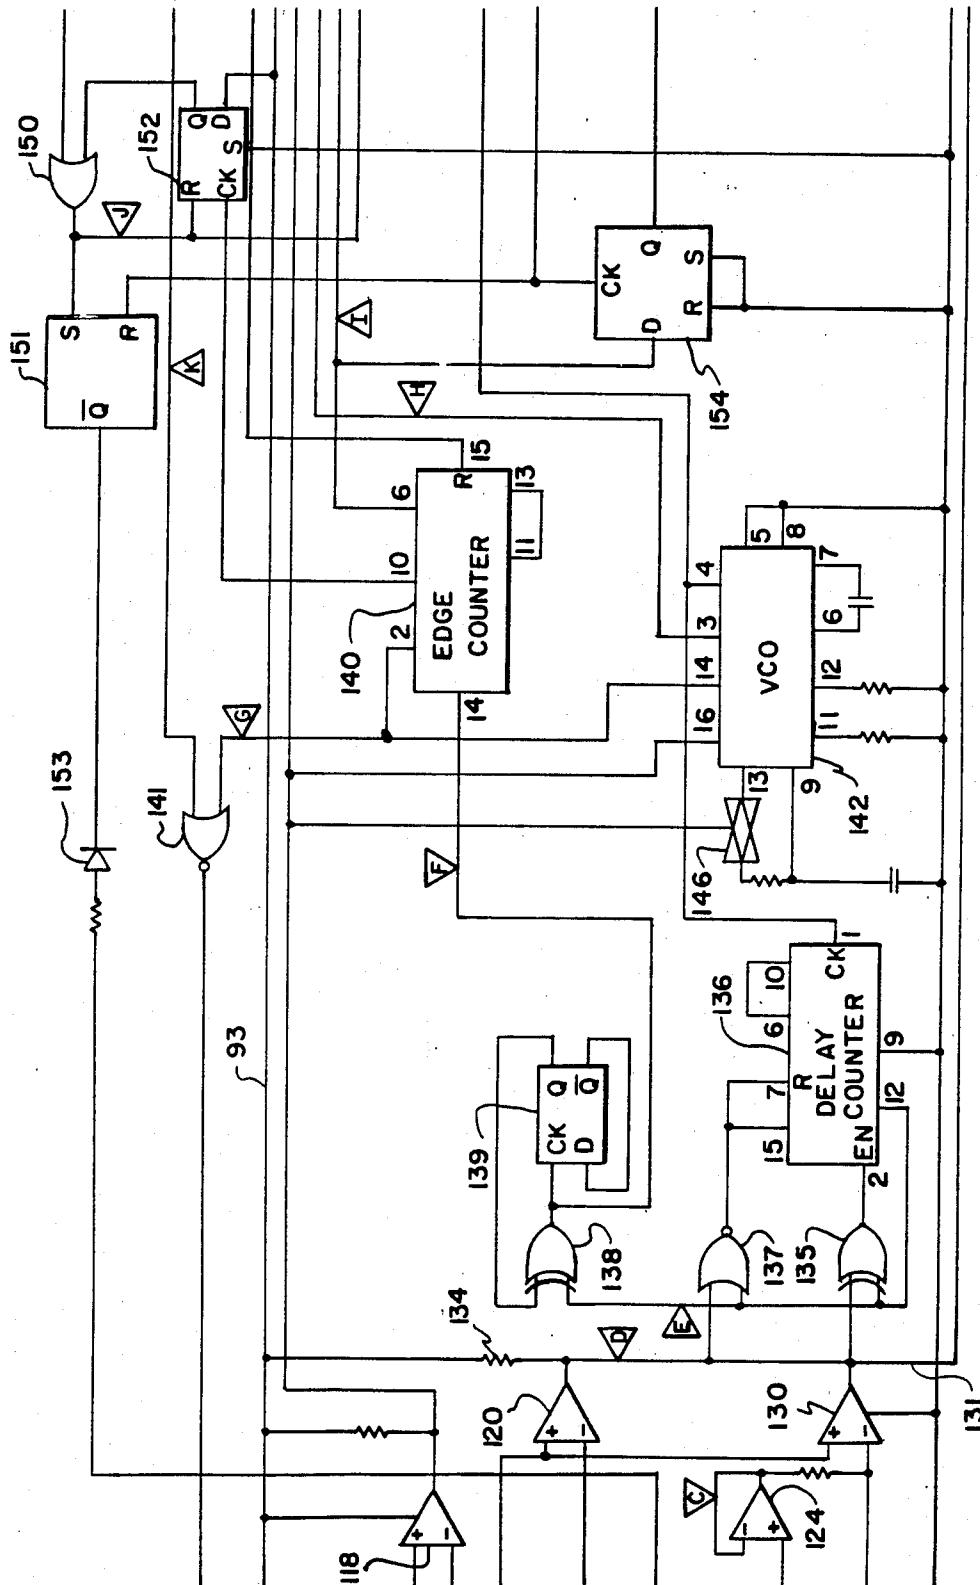 150
J
S
R
Q
151
K
R
Q
D
CK
S
152
I
H
CK
Q
D
R
S
154
15
R
6
13
10
11
2
EDGE
COUNTER
140
14
G
153
141
F
5
8
4
7
3
6
14
VCO
12
16
11
13
9
142
146
93
1
CK
10
136
6
R
7
DELAY
COUNTER
9
15
12
EN
2
Q
Q
CK
D
139
138
137
135
134
D
E
120
+
-
130
+
-
131
C
-
+
124
118
+
-